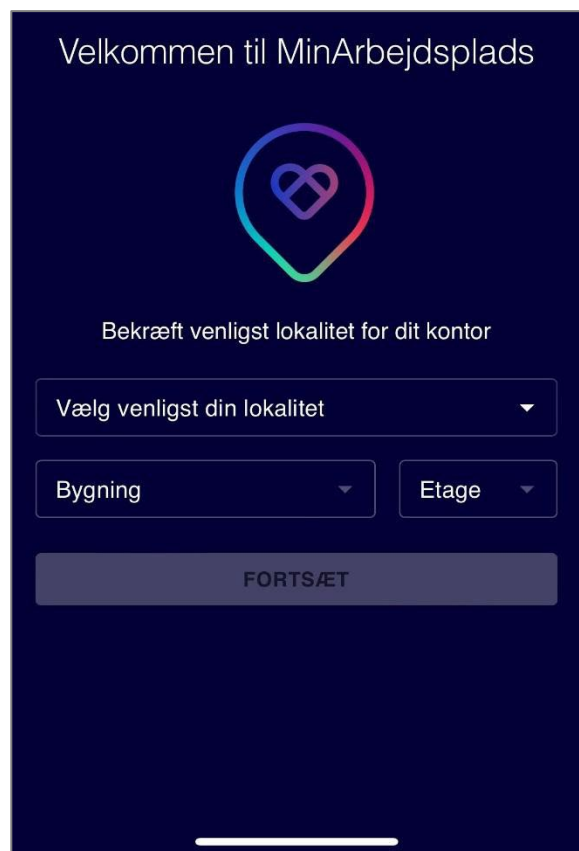 Velkommen til MinArbejdsplads
Bekræft venligst lokalitet for dit kontor
Vælg venligst din lokalitet
Bygning
Etage
FORTSÆT